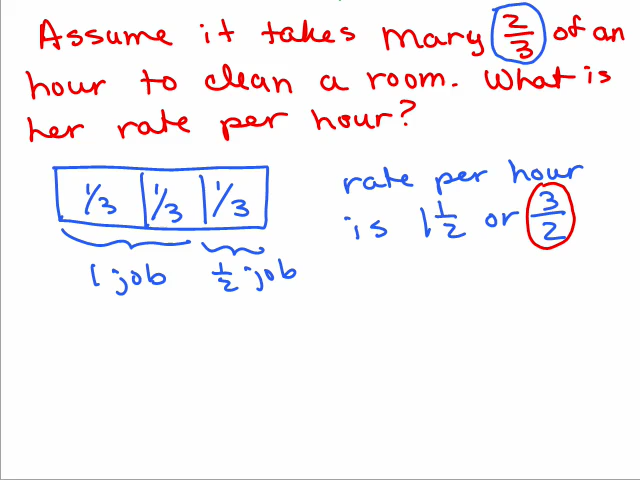 Assume it takes Mary 2/3 of an
hour to clean a room. What is
her rate per hour?
1/3 1/3 1/3
1 job 1/2 job
rate per hour
is 1 1/2 or 3/2